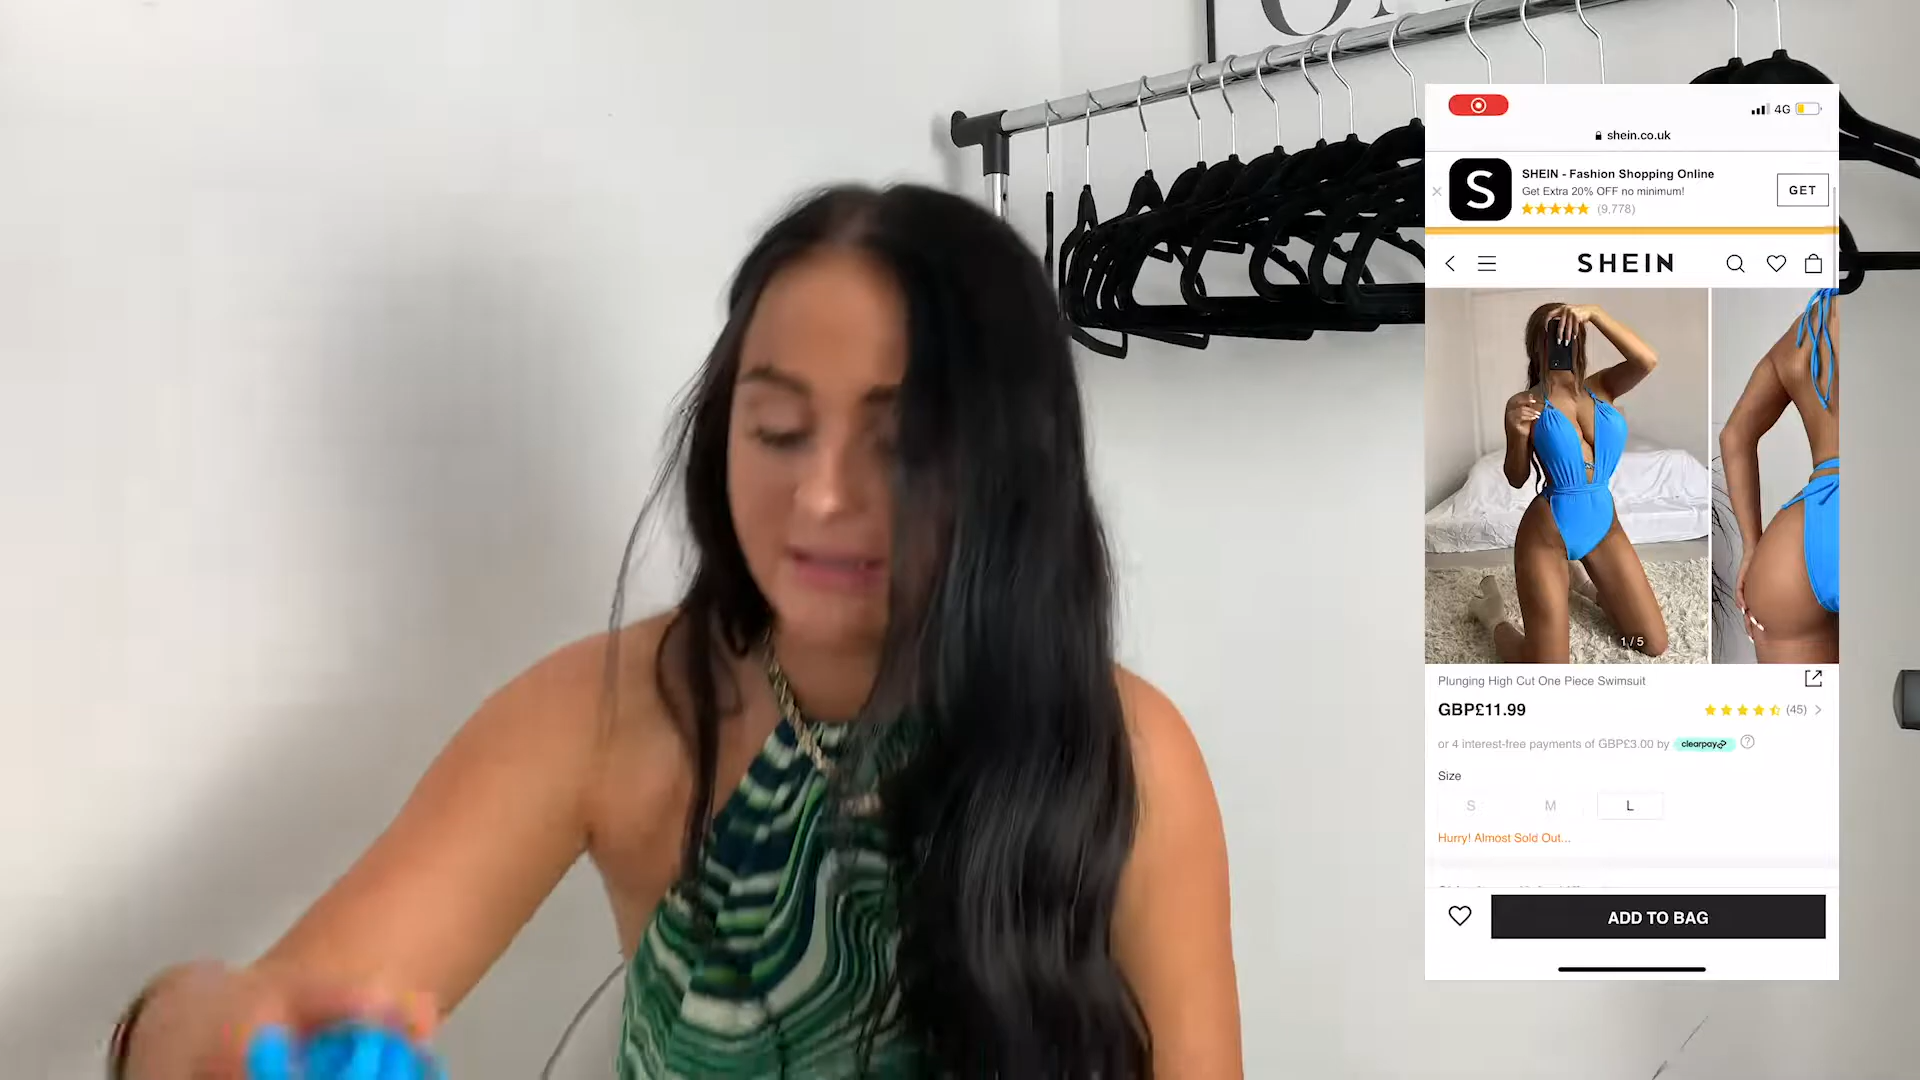 4G
shein.co.uk
S
SHEIN - Fashion Shopping Online
Get Extra 20% OFF no minimum!
(9,778)
GET
SHEIN
1/5
Plunging High Cut One Piece Swimsuit
GBP£11.99
(45)
or 4 interest-free payments of GBP£3.00 by clearpay
Size
S M L
Hurry! Almost Sold Out...
ADD TO BAG